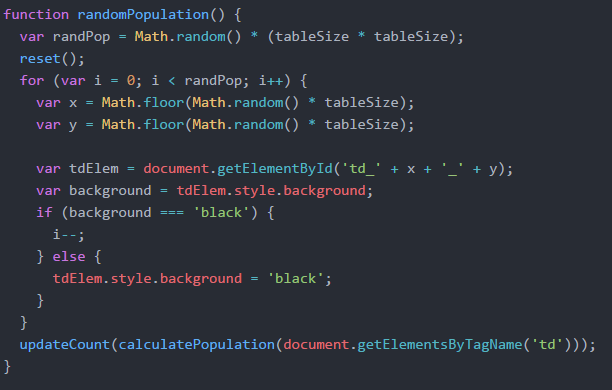 function randomPopulation() {
  var randPop = Math.random() * (tableSize * tableSize);
  reset();
  for (var i = 0; i < randPop; i++) {
    var x = Math.floor(Math.random() * tableSize);
    var y = Math.floor(Math.random() * tableSize);

    var tdElem = document.getElementById('td_' + x + '_' + y);
    var background = tdElem.style.background;
    if (background === 'black') {
      i--;
    } else {
      tdElem.style.background = 'black';
    }
  }
  updateCount(calculatePopulation(document.getElementsByTagName('td')));
}